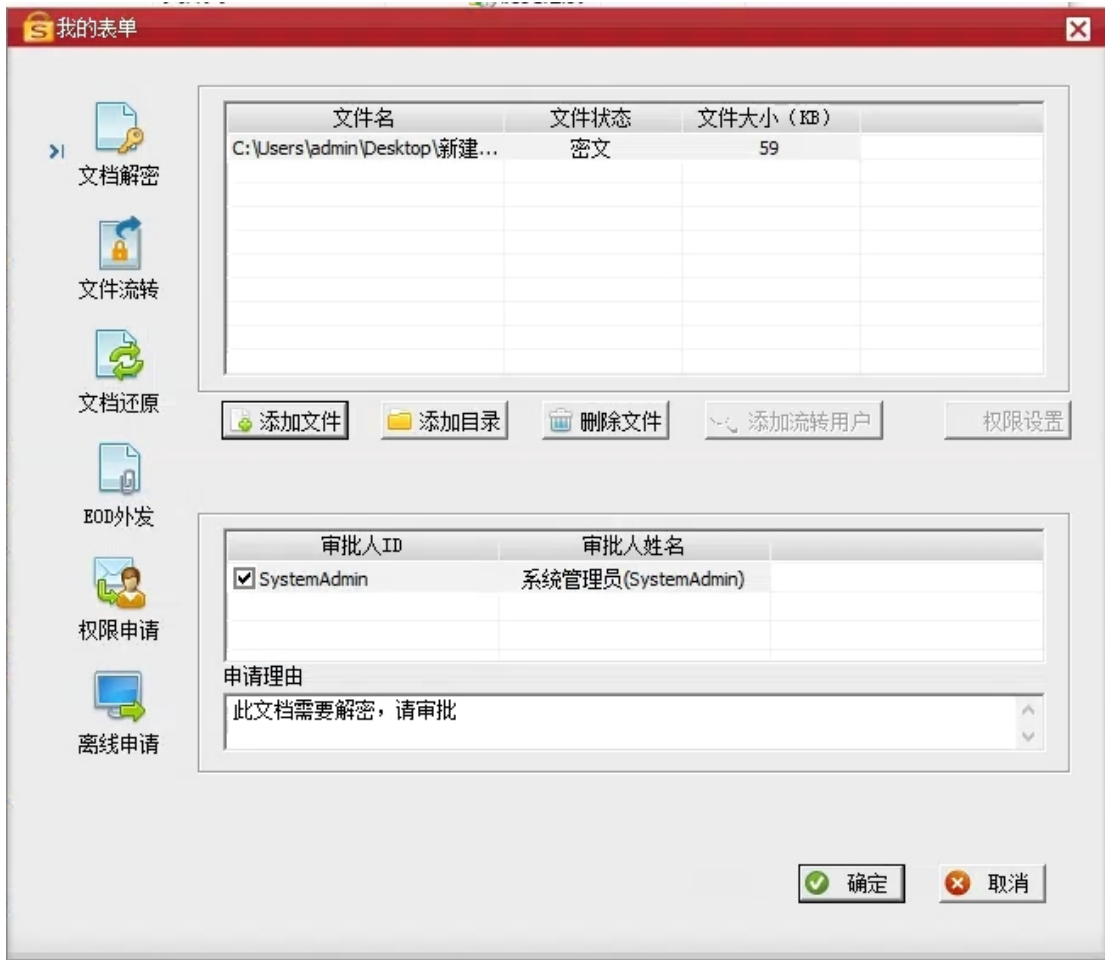 我的表单
文档解密
文件流转
文档还原
EOD外发
权限申请
离线申请
文件名 文件状态 文件大小（KB）
C:\Users\admin\Desktop\新建... 密文 59
添加文件 添加目录 删除文件 添加流转用户 权限设置
审批人ID 审批人姓名
SystemAdmin 系统管理员(SystemAdmin)
申请理由
此文档需要解密，请审批
确定 取消